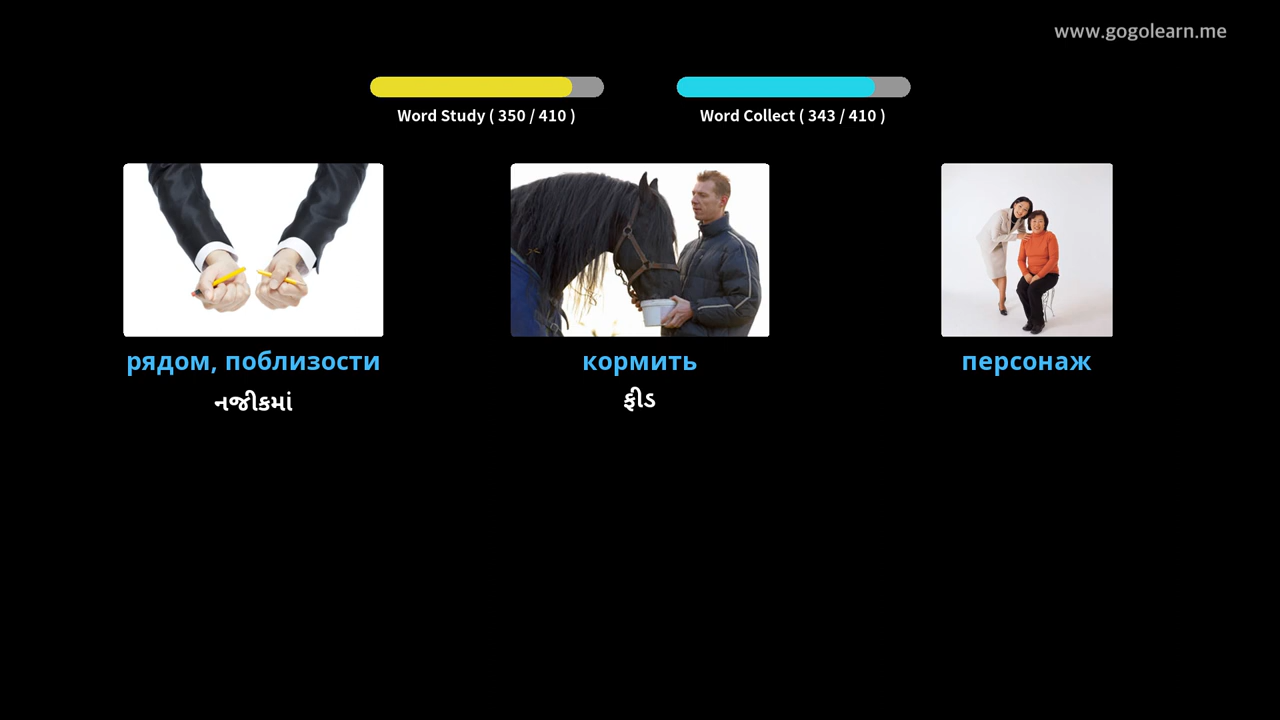 www.gogolearn.me
Word Study ( 350 / 410 )
Word Collect ( 343 / 410 )
рядом, поблизости
кормить
персонаж
નજીકમાં
ફીડ